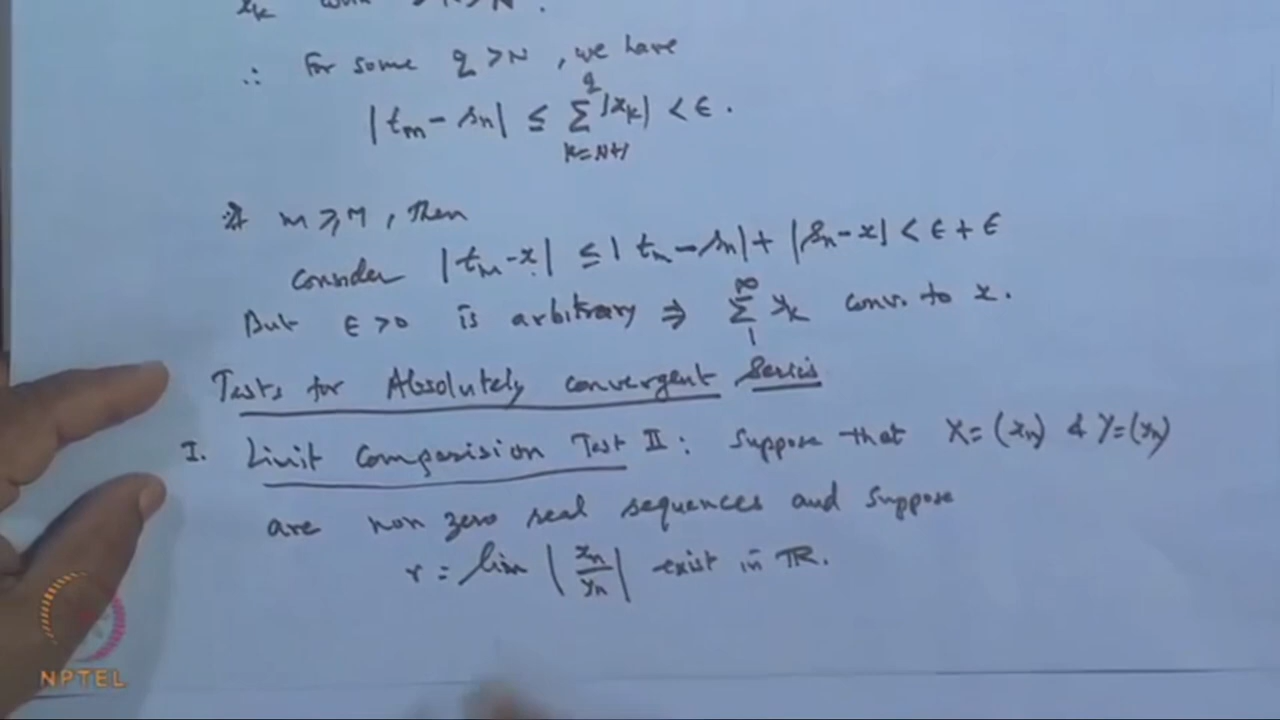 ∴ For some q > N, we have
|t_m - s_n| ≤ Σ_{k=N+1}^{q} |x_k| < ε.
If m ≥ M, then
Consider |t_m - x| ≤ |t_m - s_n| + |s_n - x| < ε + ε
But ε > 0 is arbitrary ⇒ Σ_1^∞ y_k conv. to x.
Tests for Absolutely convergent Series
I. Limit Comparision Test II: Suppose that X = (x_n) & Y = (y_n)
are non zero real sequences and suppose
r = lim |x_n/y_n| exist in ℝ.
NPTEL